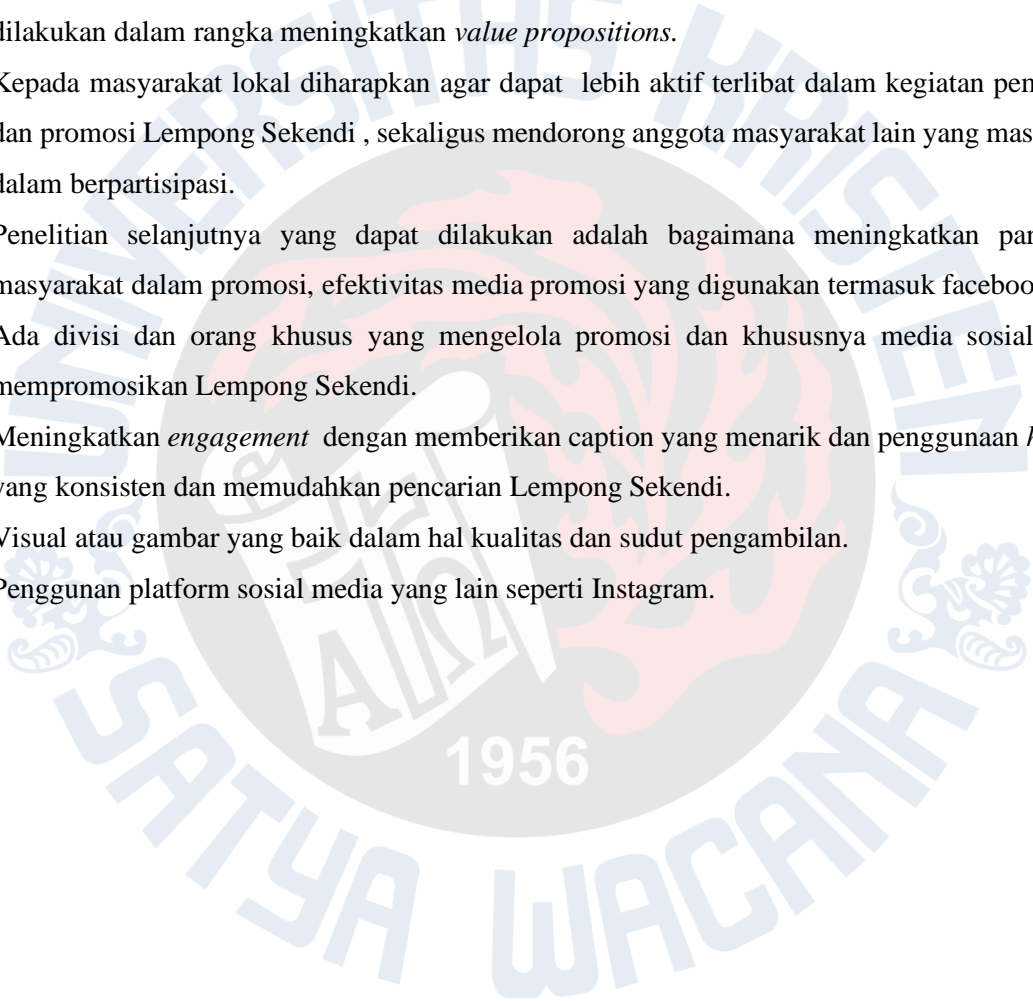 dilakukan dalam rangka meningkatkan value propositions.
Kepada masyarakat lokal diharapkan agar dapat lebih aktif terlibat dalam kegiatan pen
dan promosi Lempong Sekendi , sekaligus mendorong anggota masyarakat lain yang mas
dalam berpartisipasi.
Penelitian selanjutnya yang dapat dilakukan adalah bagaimana meningkatkan par
masyarakat dalam promosi, efektivitas media promosi yang digunakan termasuk faceboo
Ada divisi dan orang khusus yang mengelola promosi dan khususnya media sosial
mempromosikan Lempong Sekendi.
Meningkatkan engagement dengan memberikan caption yang menarik dan penggunaan h
yang konsisten dan memudahkan pencarian Lempong Sekendi.
Visual atau gambar yang baik dalam hal kualitas dan sudut pengambilan.
Penggunan platform sosial media yang lain seperti Instagram.
UNIVERSITAS KRISTEN
SATYA WACANA
1956